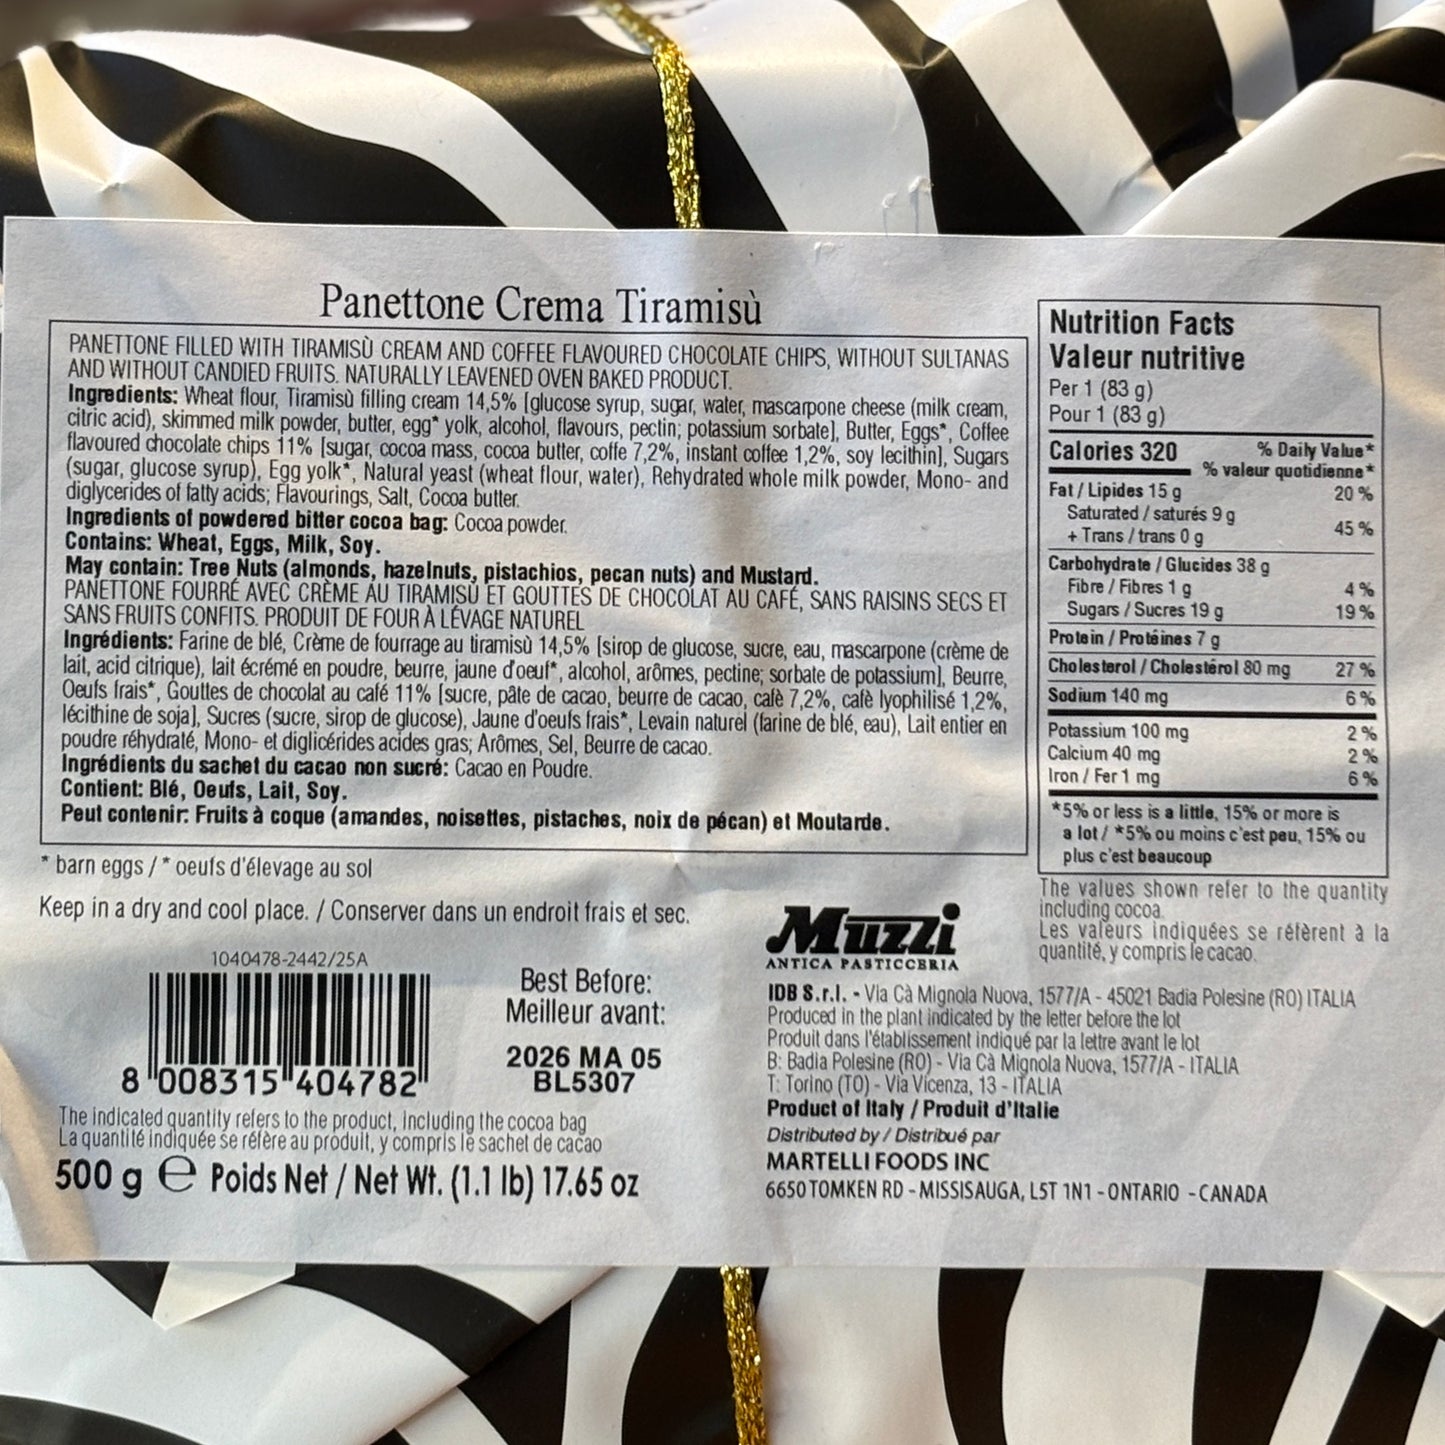 Panettone Crema Tiramisù
PANETTONE FILLED WITH TIRAMISÙ CREAM AND COFFEE FLAVOURED CHOCOLATE CHIPS, WITHOUT SULTANAS
AND WITHOUT CANDIED FRUITS. NATURALLY LEAVENED OVEN BAKED PRODUCT.
Ingredients: Wheat flour, Tiramisù filling cream 14,5% [glucose syrup, sugar, water, mascarpone cheese (milk cream,
citric acid), skimmed milk powder, butter, egg* yolk, alcohol, flavours, pectin; potassium sorbate], Butter, Eggs*, Coffee
flavoured chocolate chips 11% [sugar, cocoa mass, cocoa butter, coffe 7,2%, instant coffee 1,2%, soy lecithin], Sugars
(sugar, glucose syrup), Egg yolk*, Natural yeast (wheat flour, water), Rehydrated whole milk powder, Mono- and
diglycerides of fatty acids; Flavourings, Salt, Cocoa butter.
Ingredients of powdered bitter cocoa bag: Cocoa powder.
Contains: Wheat, Eggs, Milk, Soy.
May contain: Tree Nuts (almonds, hazelnuts, pistachios, pecan nuts) and Mustard.
PANETTONE FOURRÉ AVEC CRÈME AU TIRAMISÙ ET GOUTTES DE CHOCOLAT AU CAFÉ, SANS RAISINS SECS ET
SANS FRUITS CONFITS. PRODUIT DE FOUR À LÉVAGE NATUREL
Ingrédients: Farine de blé, Crème de fourrage au tiramisù 14,5% [sirop de glucose, sucre, eau, mascarpone (crème de
lait, acid citrique), lait écrémé en poudre, beurre, jaune d'oeuf*, alcohol, arômes, pectine; sorbate de potassium], Beurre,
Oeufs frais*, Gouttes de chocolat au café 11% [sucre, pâte de cacao, beurre de cacao, cafè 7,2%, cafè lyophilisé 1,2%,
lécithine de soja], Sucres (sucre, sirop de glucose), Jaune d'oeufs frais*, Levain naturel (farine de blé, eau), Lait entier en
poudre réhydraté, Mono- et diglicérides acides gras; Arômes, Sel, Beurre de cacao.
Ingrédients du sachet du cacao non sucré: Cacao en Poudre.
Contient: Blé, Oeufs, Lait, Soy.
Peut contenir: Fruits à coque (amandes, noisettes, pistaches, noix de pécan) et Moutarde.
* barn eggs / * oeufs d'élevage au sol
Keep in a dry and cool place. / Conserver dans un endroit frais et sec.
1040478-2442/25A
8 008315 404782
Best Before:
Meilleur avant:
2026 MA 05
BL5307
The indicated quantity refers to the product, including the cocoa bag
La quantité indiquée se réfère au produit, y compris le sachet de cacao
500 g ℮ Poids Net / Net Wt. (1.1 lb) 17.65 oz
Nutrition Facts
Valeur nutritive
Per 1 (83 g)
Pour 1 (83 g)
Calories 320 % Daily Value*
% valeur quotidienne*
Fat / Lipides 15 g 20 %
Saturated / saturés 9 g
+ Trans / trans 0 g 45 %
Carbohydrate / Glucides 38 g
Fibre / Fibres 1 g 4 %
Sugars / Sucres 19 g 19 %
Protein / Protéines 7 g
Cholesterol / Cholestérol 80 mg 27 %
Sodium 140 mg 6 %
Potassium 100 mg 2 %
Calcium 40 mg 2 %
Iron / Fer 1 mg 6 %
*5% or less is a little, 15% or more is
a lot / *5% ou moins c'est peu, 15% ou
plus c'est beaucoup
The values shown refer to the quantity
including cocoa.
Les valeurs indiquées se réfèrent à la
quantité, y compris le cacao.
Muzzi
ANTICA PASTICCERIA
IDB S.r.l. - Via Cà Mignola Nuova, 1577/A - 45021 Badia Polesine (RO) ITALIA
Produced in the plant indicated by the letter before the lot
Produit dans l'établissement indiqué par la lettre avant le lot
B: Badia Polesine (RO) - Via Cà Mignola Nuova, 1577/A - ITALIA
T: Torino (TO) - Via Vicenza, 13 - ITALIA
Product of Italy / Produit d'Italie
Distributed by / Distribué par
MARTELLI FOODS INC
6650 TOMKEN RD - MISSISAUGA, L5T 1N1 - ONTARIO - CANADA